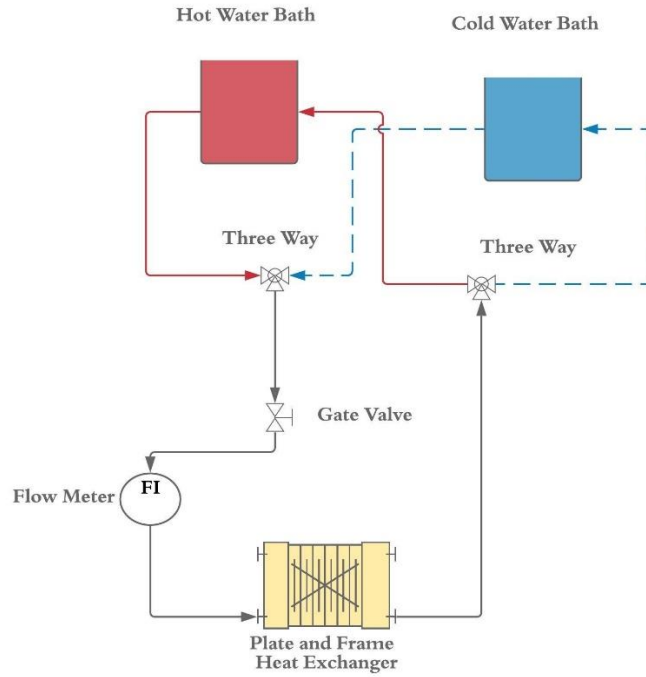 Hot Water Bath
Cold Water Bath
Three Way
Three Way
Gate Valve
Flow Meter
FI
Plate and Frame
Heat Exchanger